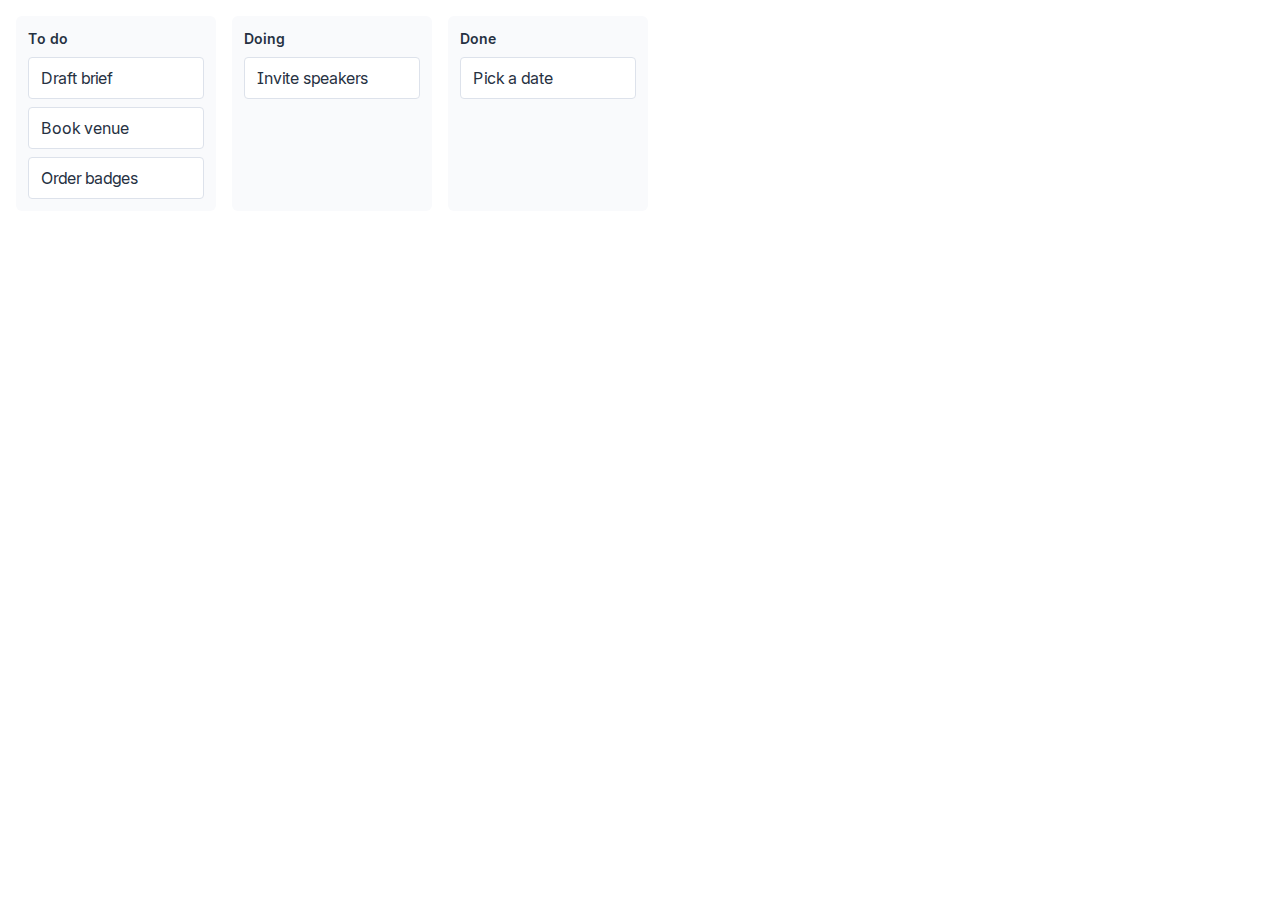 To do
Draft brief
Book venue
Order badges
Doing
Invite speakers
Done
Pick a date